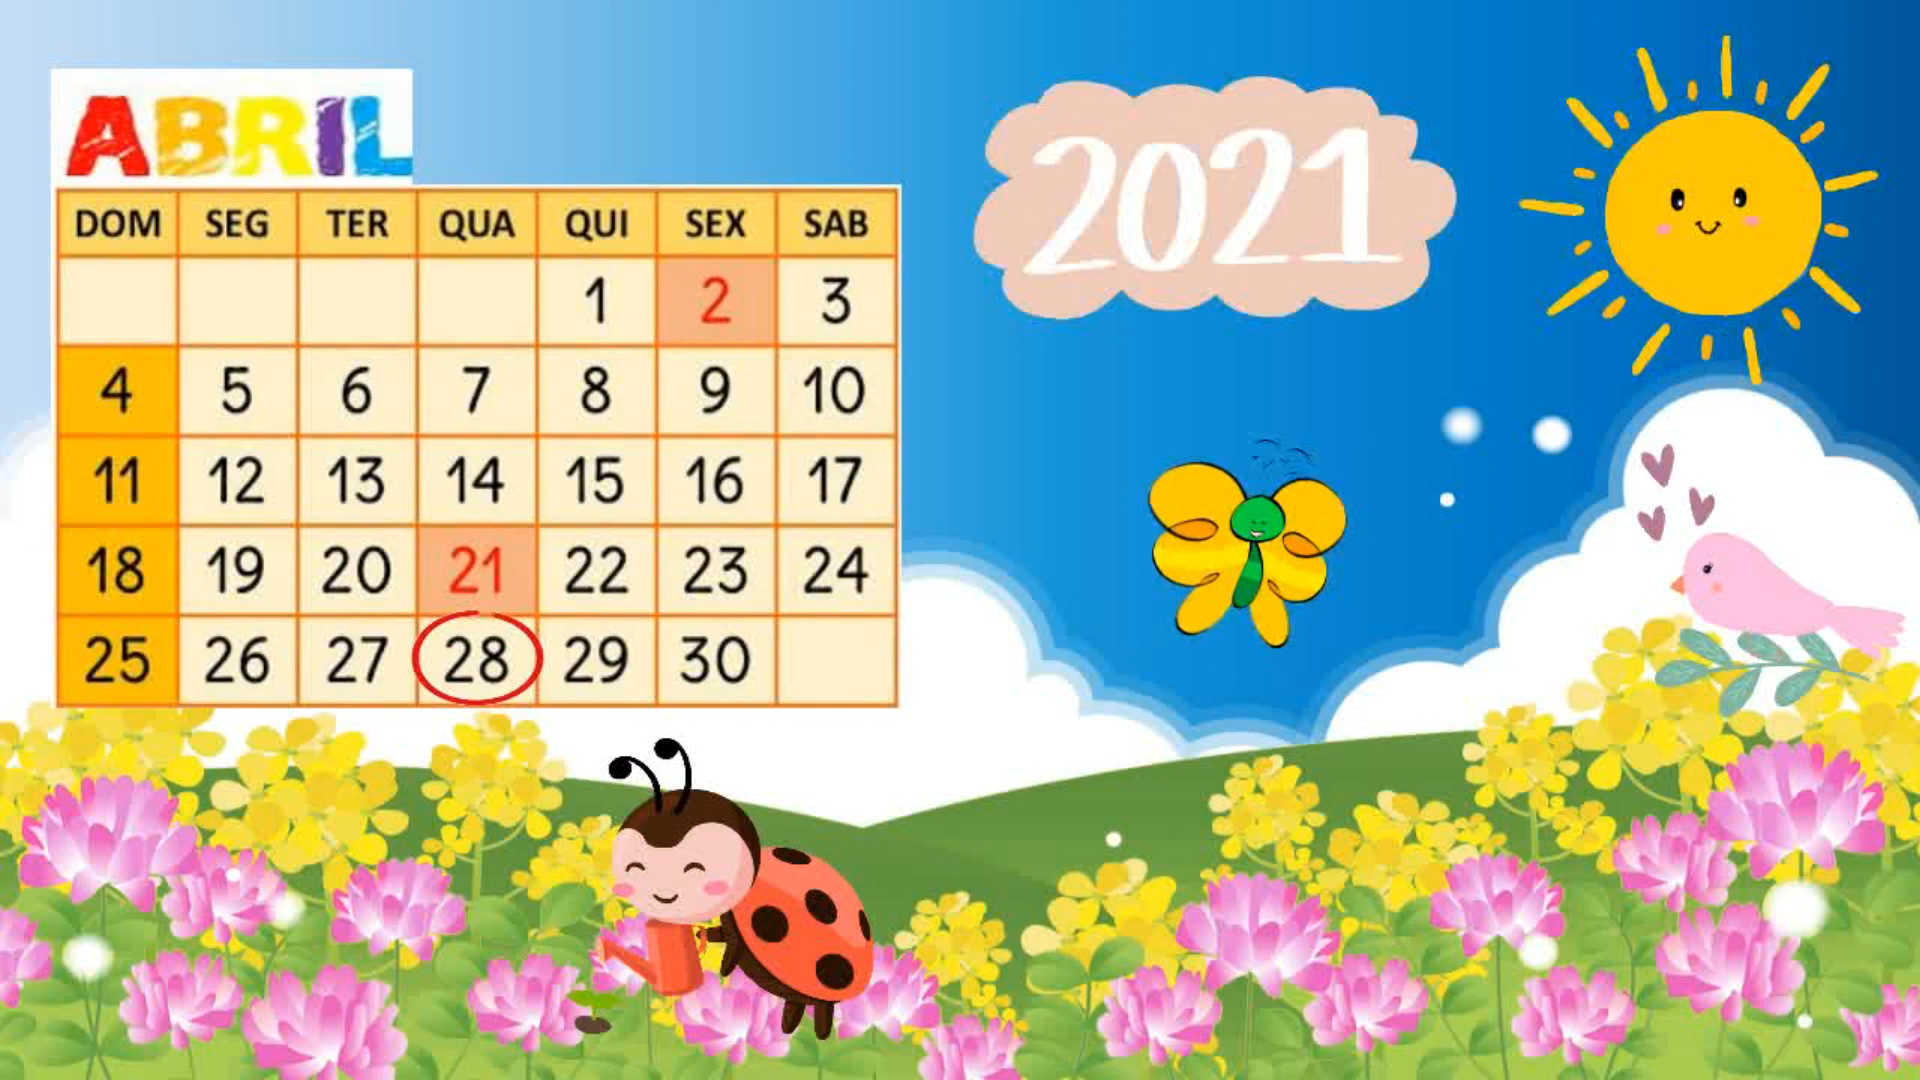 ABRIL
2021
DOM SEG TER QUA QUI SEX SAB
1 2 3
4 5 6 7 8 9 10
11 12 13 14 15 16 17
18 19 20 21 22 23 24
25 26 27 28 29 30